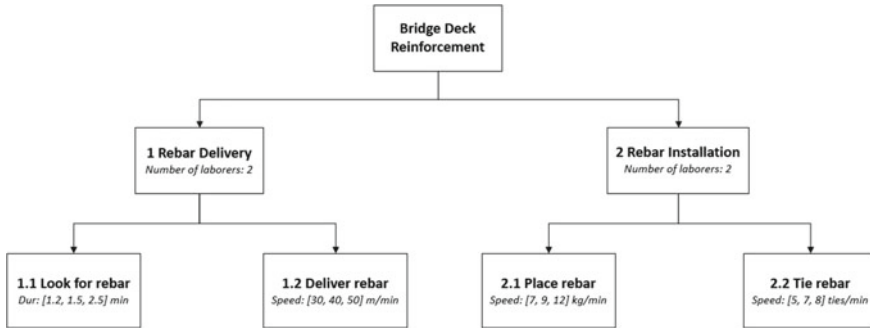 Bridge Deck
Reinforcement
1 Rebar Delivery
Number of laborers: 2
2 Rebar Installation
Number of laborers: 2
1.1 Look for rebar
Dur: [1.2, 1.5, 2.5] min
1.2 Deliver rebar
Speed: [30, 40, 50] m/min
2.1 Place rebar
Speed: [7, 9, 12] kg/min
2.2 Tie rebar
Speed: [5, 7, 8] ties/min